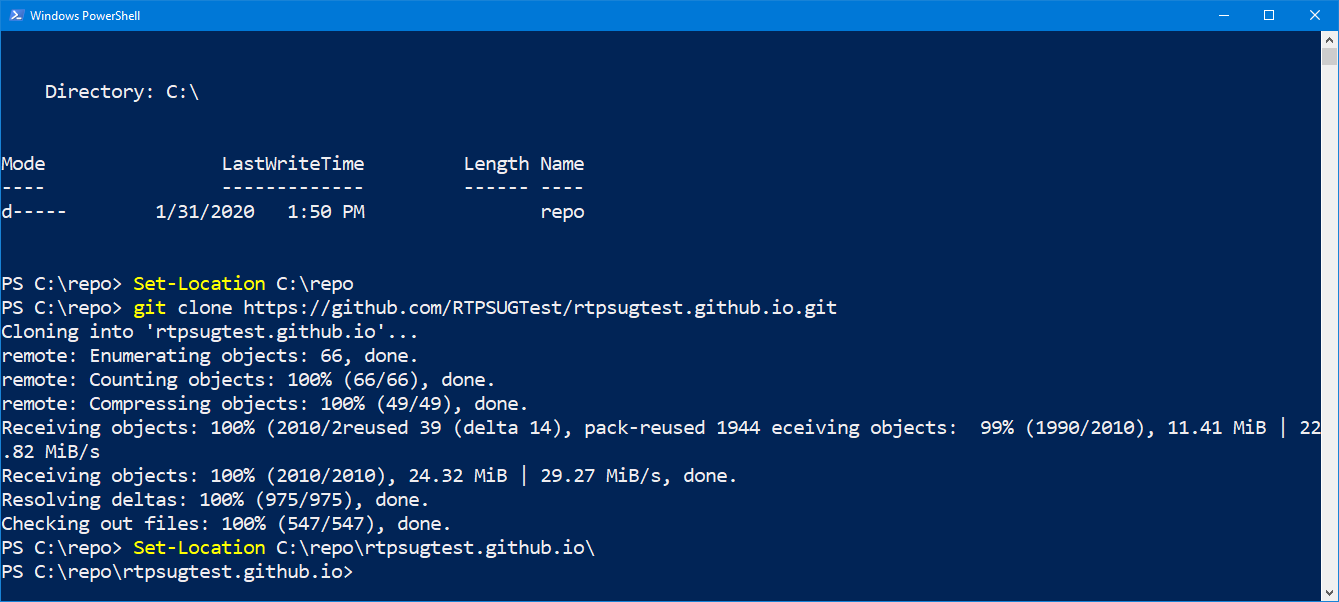 Windows PowerShell
Directory: C:\
Mode                LastWriteTime         Length Name
----                -------------         ------ ----
d-----        1/31/2020   1:50 PM                repo
PS C:\repo> Set-Location C:\repo
PS C:\repo> git clone https://github.com/RTPSUGTest/rtpsugtest.github.io.git
Cloning into 'rtpsugtest.github.io'...
remote: Enumerating objects: 66, done.
remote: Counting objects: 100% (66/66), done.
remote: Compressing objects: 100% (49/49), done.
Receiving objects: 100% (2010/2reused 39 (delta 14), pack-reused 1944 eceiving objects:  99% (1990/2010), 11.41 MiB | 22
.82 MiB/s
Receiving objects: 100% (2010/2010), 24.32 MiB | 29.27 MiB/s, done.
Resolving deltas: 100% (975/975), done.
Checking out files: 100% (547/547), done.
PS C:\repo> Set-Location C:\repo\rtpsugtest.github.io\
PS C:\repo\rtpsugtest.github.io>